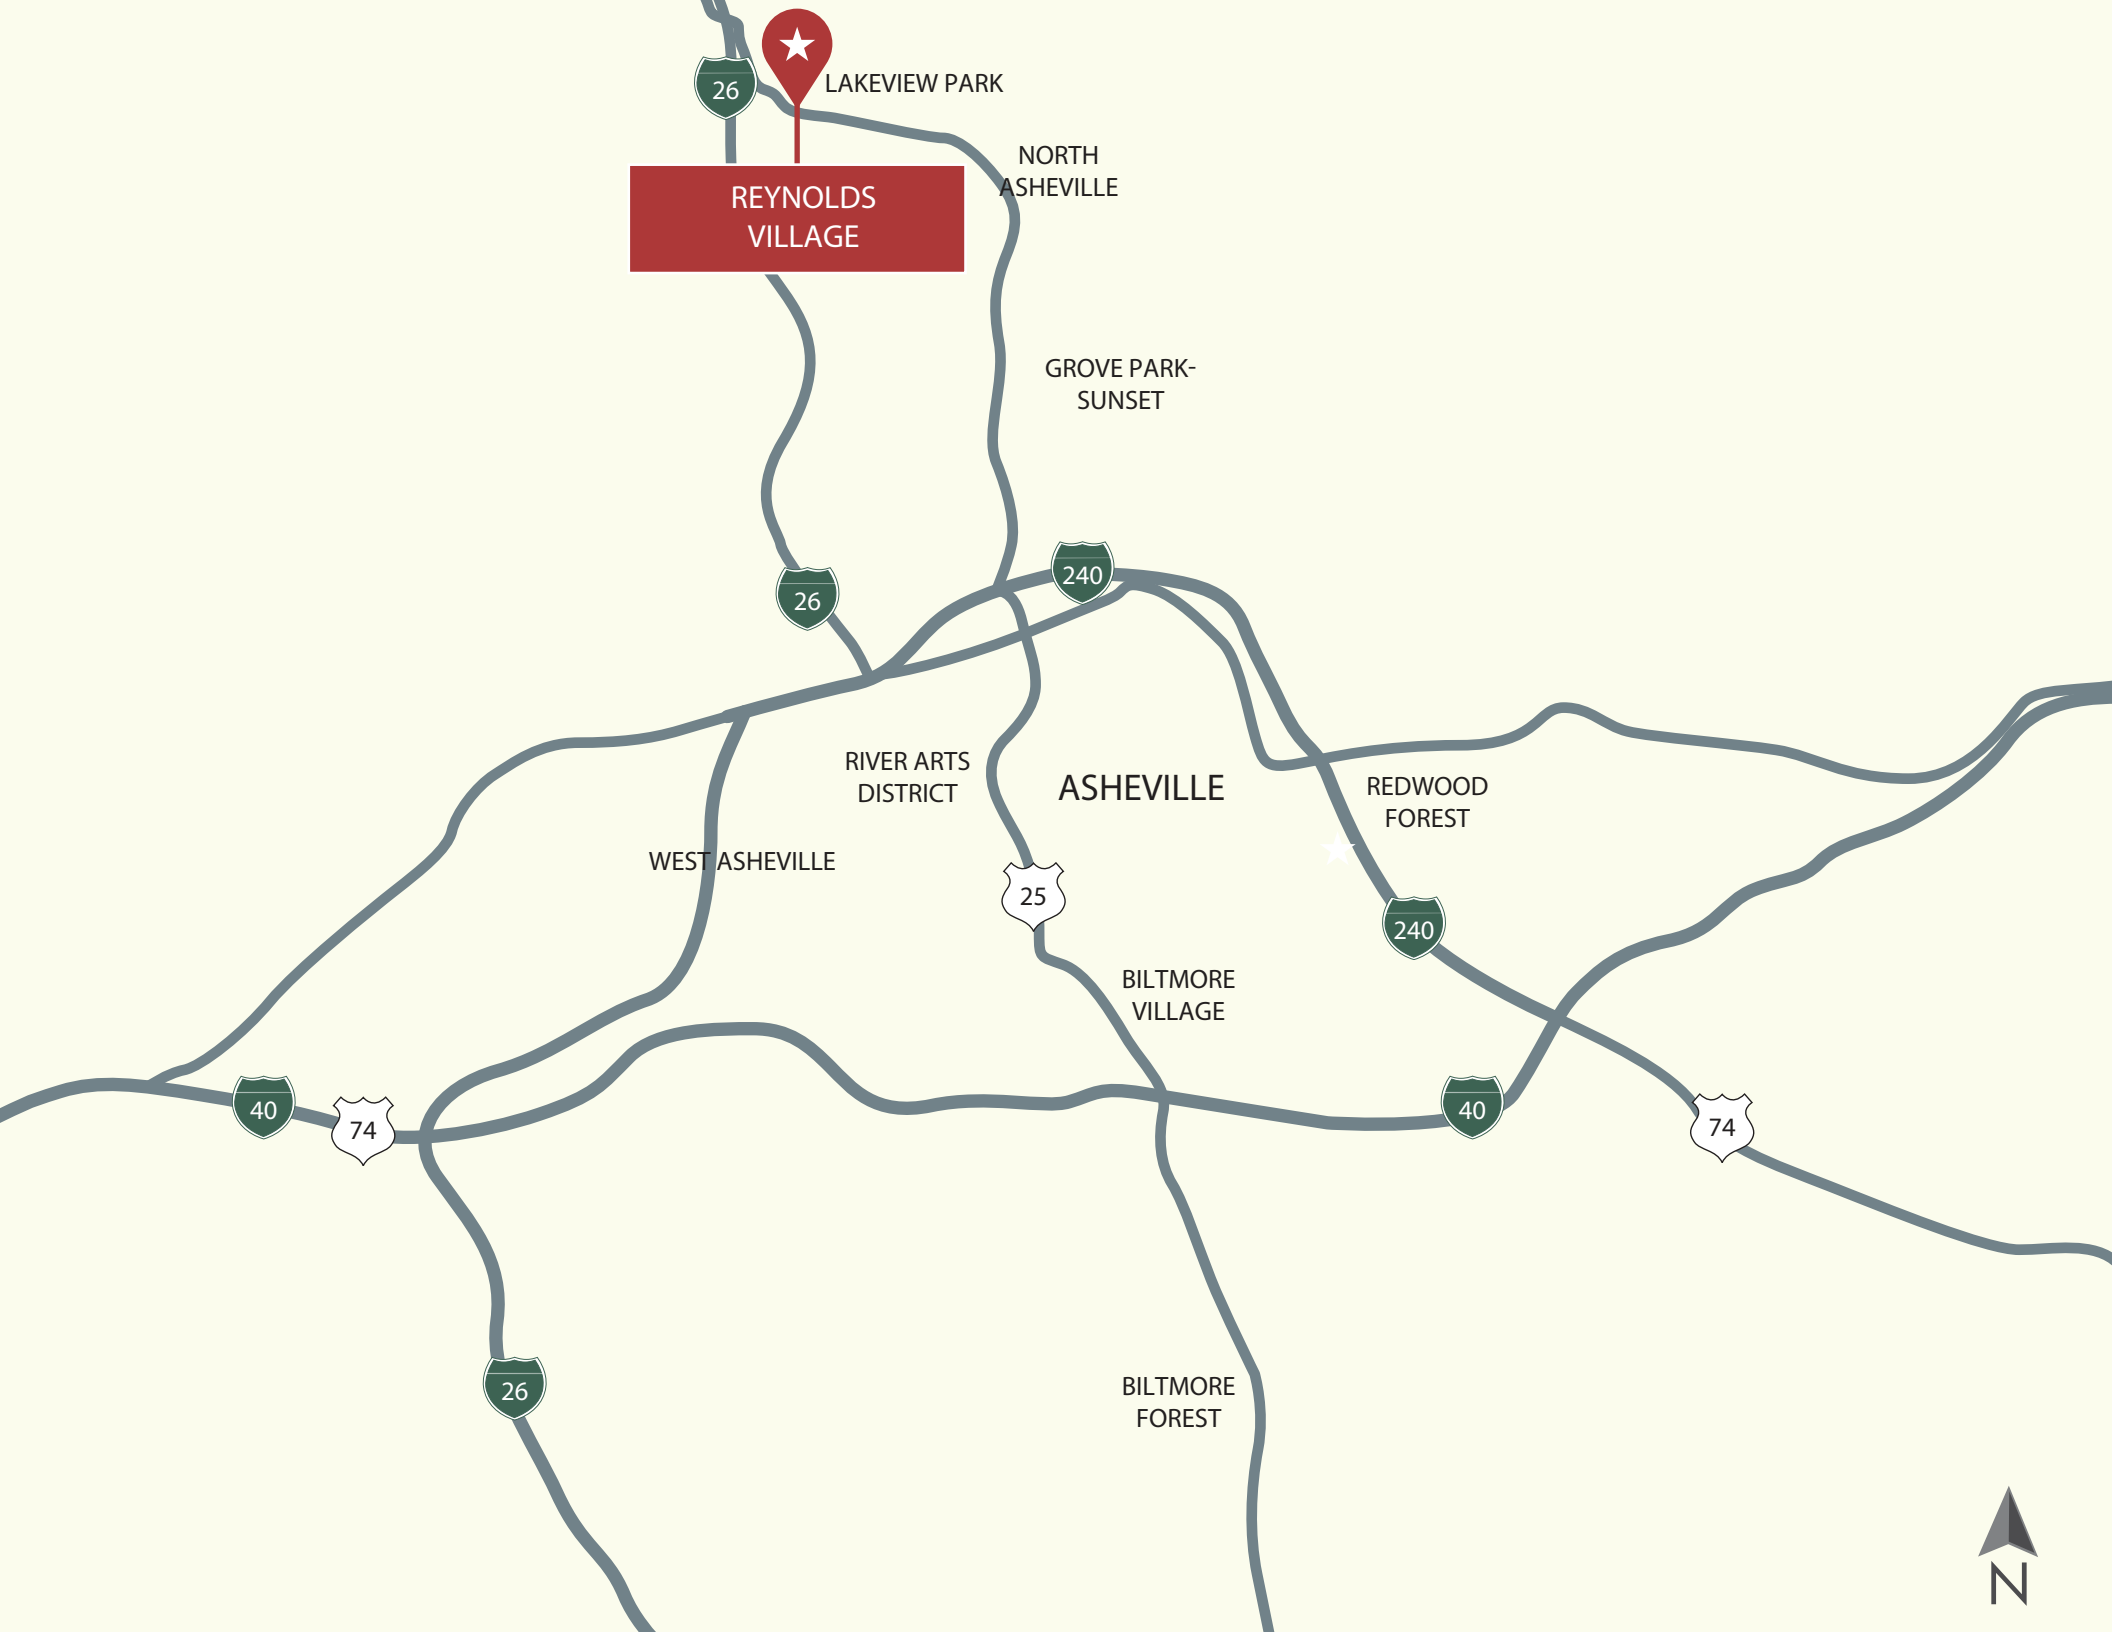 26
LAKEVIEW PARK
NORTH
ASHEVILLE
REYNOLDS
VILLAGE
GROVE PARK-
SUNSET
240
26
RIVER ARTS
DISTRICT
ASHEVILLE
REDWOOD
FOREST
WEST ASHEVILLE
25
240
BILTMORE
VILLAGE
40
74
40
74
26
BILTMORE
FOREST
N